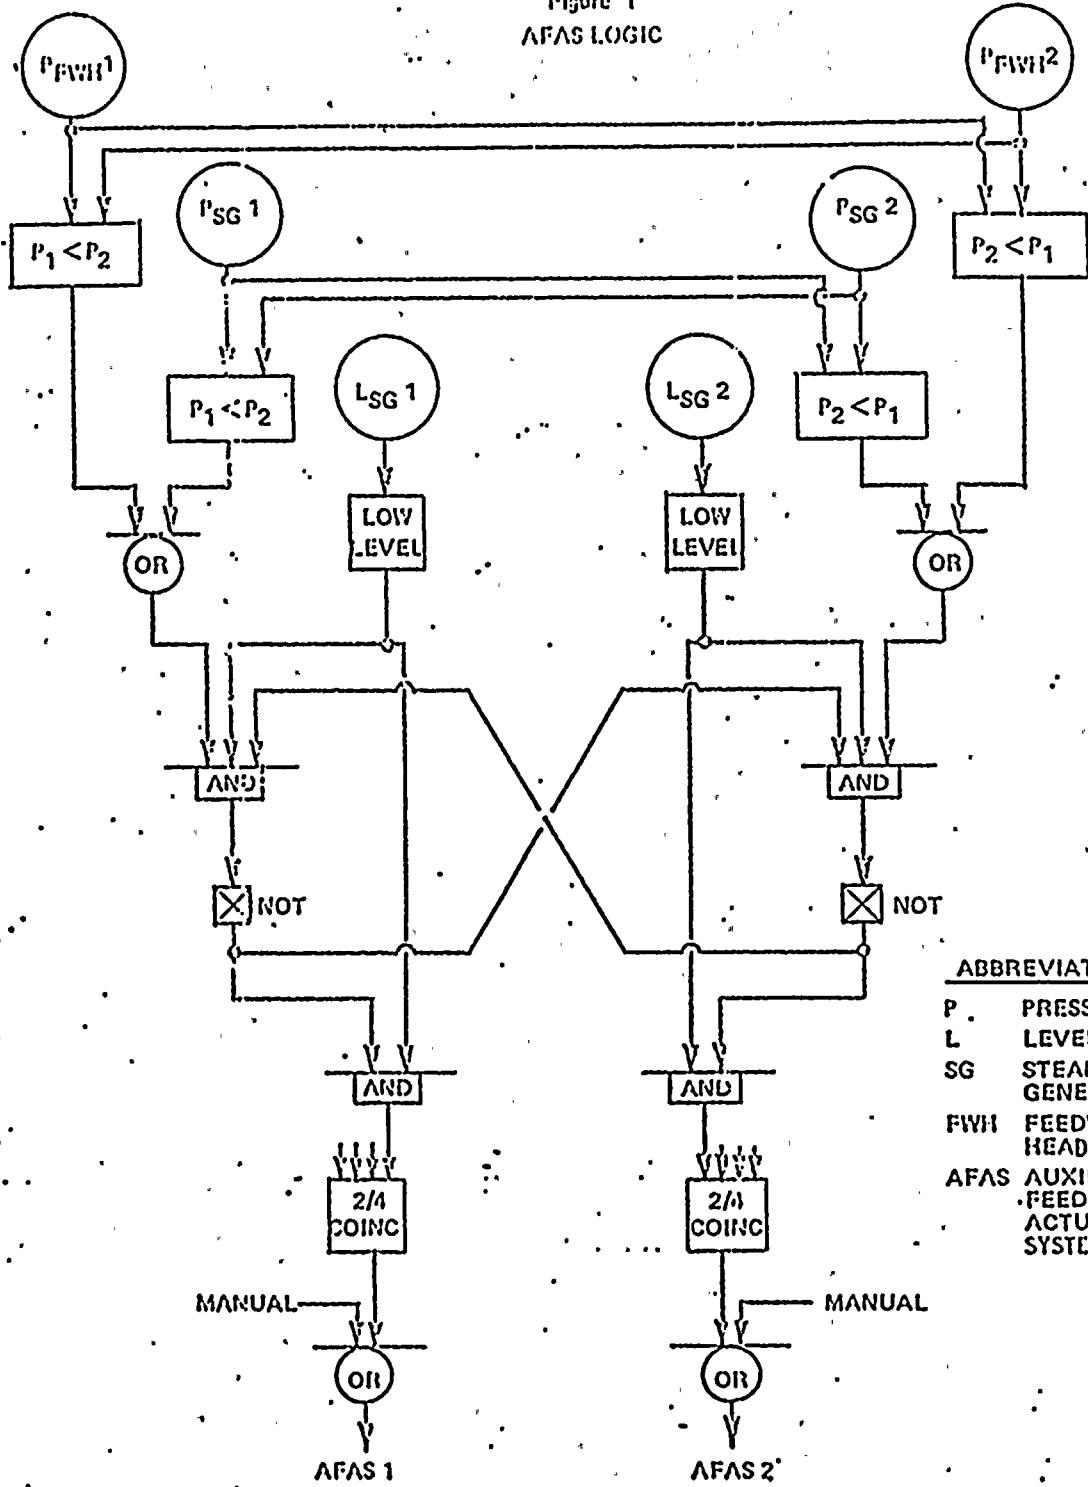 Figure 1
AFAS LOGIC
PFWH1
PFWH2
PSG 1
PSG 2
P1 < P2
P2 < P1
LSG 1
LSG 2
P1 < P2
P2 < P1
LOW
LEVEL
LOW
LEVEL
OR
OR
AND
AND
NOT
NOT
ABBREVIAT
P. PRESS
L LEVE
SG STEA
GENE
FWH FEED
HEAD
AFAS AUXI
FEED
ACTU
SYSTE
AND
AND
2/4
COINC
2/4
COINC
MANUAL
MANUAL
OR
OR
AFAS 1
AFAS 2